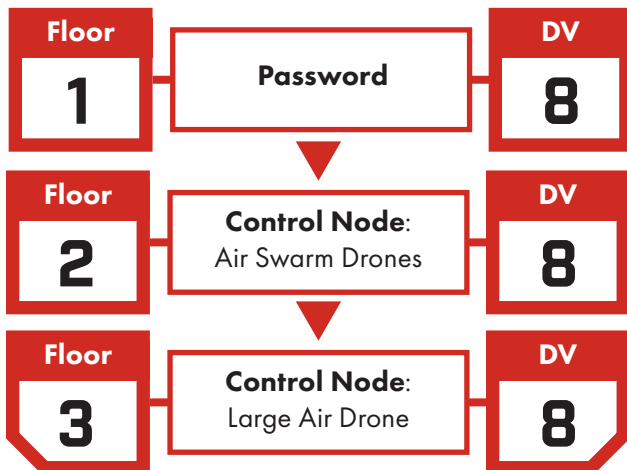 Floor
1
Password
DV
8
Floor
2
Control Node:
Air Swarm Drones
DV
8
Floor
3
Control Node:
Large Air Drone
DV
8